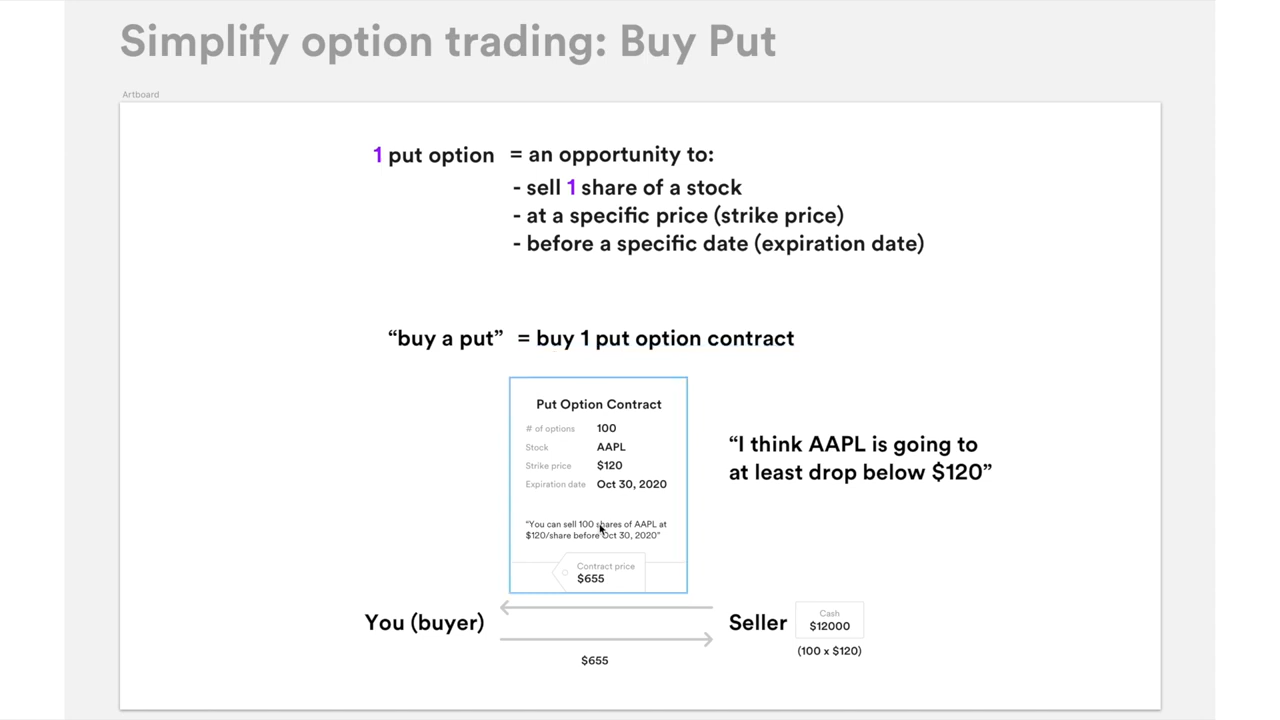 Simplify option trading: Buy Put
Artboard
1 put option = an opportunity to:
- sell 1 share of a stock
- at a specific price (strike price)
- before a specific date (expiration date)
“buy a put” = buy 1 put option contract
Put Option Contract
# of options 100
Stock AAPL
Strike price $120
Expiration date Oct 30, 2020
"You can sell 100 shares of AAPL at
$120/share before Oct 30, 2020"
Contract price
$655
“I think AAPL is going to
at least drop below $120”
You (buyer)
Seller
Cash
$12000
(100 x $120)
$655